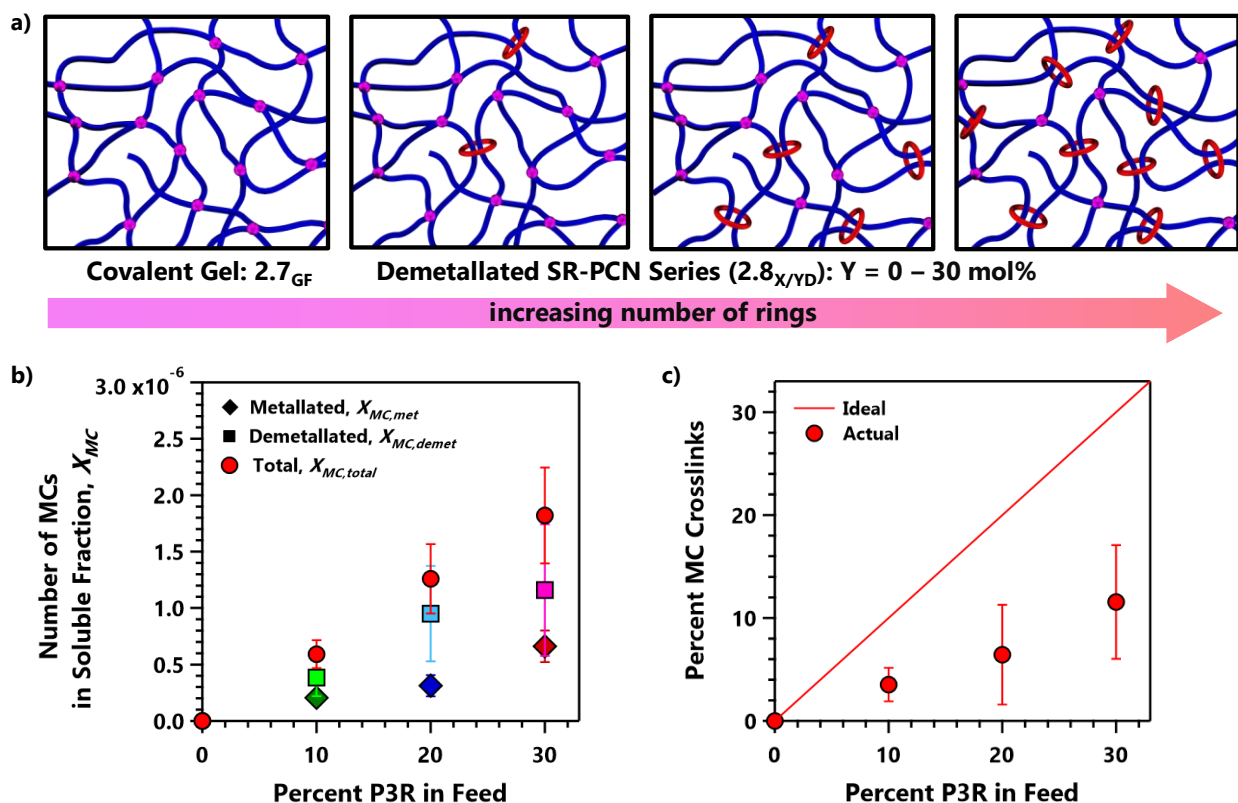 a)
Covalent Gel: 2.7GF
Demetallated SR-PCN Series (2.8X/YD): Y = 0 – 30 mol%
increasing number of rings
b)
3.0 x10-6
2.5
2.0
1.5
1.0
0.5
0.0
0
10
20
30
Number of MCs
in Soluble Fraction, XMC
Metallated, XMC,met
Demetallated, XMC,demet
Total, XMC,total
Percent P3R in Feed
c)
30
20
10
0
0
10
20
30
Percent MC Crosslinks
Ideal
Actual
Percent P3R in Feed